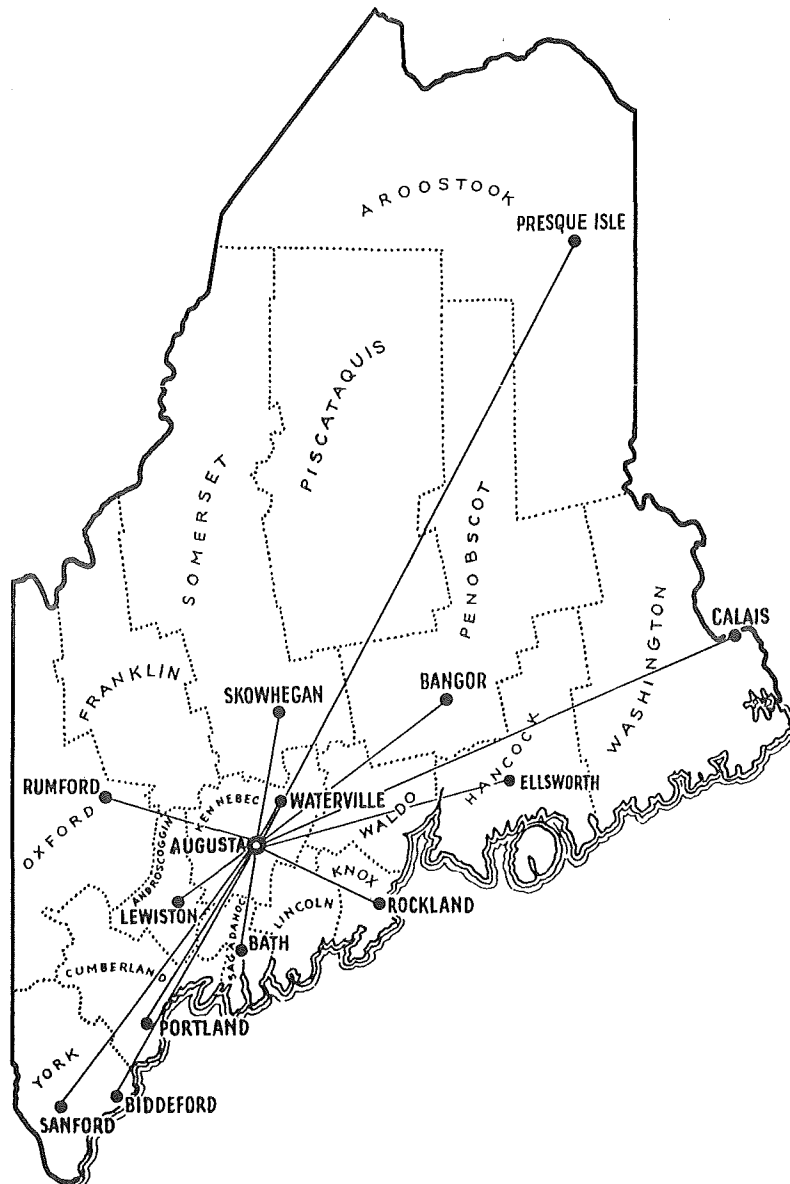 AROOSTOOK
PRESQUE ISLE
PISCATAQUIS
SOMERSET
PENOBSCOT
WASHINGTON
CALAIS
FRANKLIN
SKOWHEGAN
BANGOR
HANCOCK
RUMFORD
ELLSWORTH
OXFORD
KENNEBEC
WATERVILLE
WALDO
AUGUSTA
ANDROSCOGGIN
KNOX
LEWISTON
LINCOLN
ROCKLAND
SAGADAHOC
BATH
CUMBERLAND
PORTLAND
YORK
BIDDEFORD
SANFORD